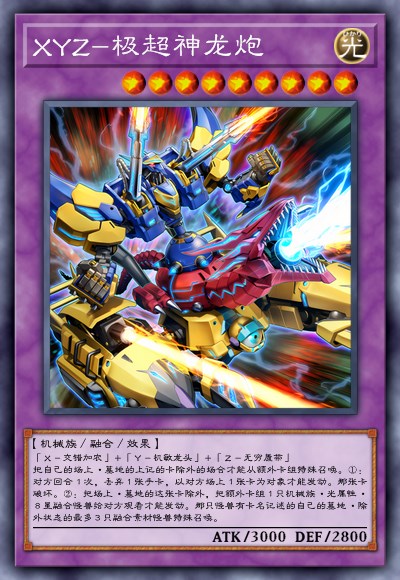 XYZ-极超神龙炮
光
【机械族／融合／效果】
「X－交错加农」＋「Y－机敏龙头」＋「Z－无穷履带」
把自己的场上·墓地的上记的卡除外的场合才能从额外卡组特殊召唤。①：
对方回合1次，丢弃1张手卡，以对方场上1张卡为对象才能发动。那张卡
破坏。②：把场上·墓地的这张卡除外，把额外卡组1只机械族·光属性·
8星融合怪兽给对方观看才能发动。那只怪兽有卡名记述的自己的墓地·除
外状态的最多3只融合素材怪兽特殊召唤。
ATK/3000 DEF/2800